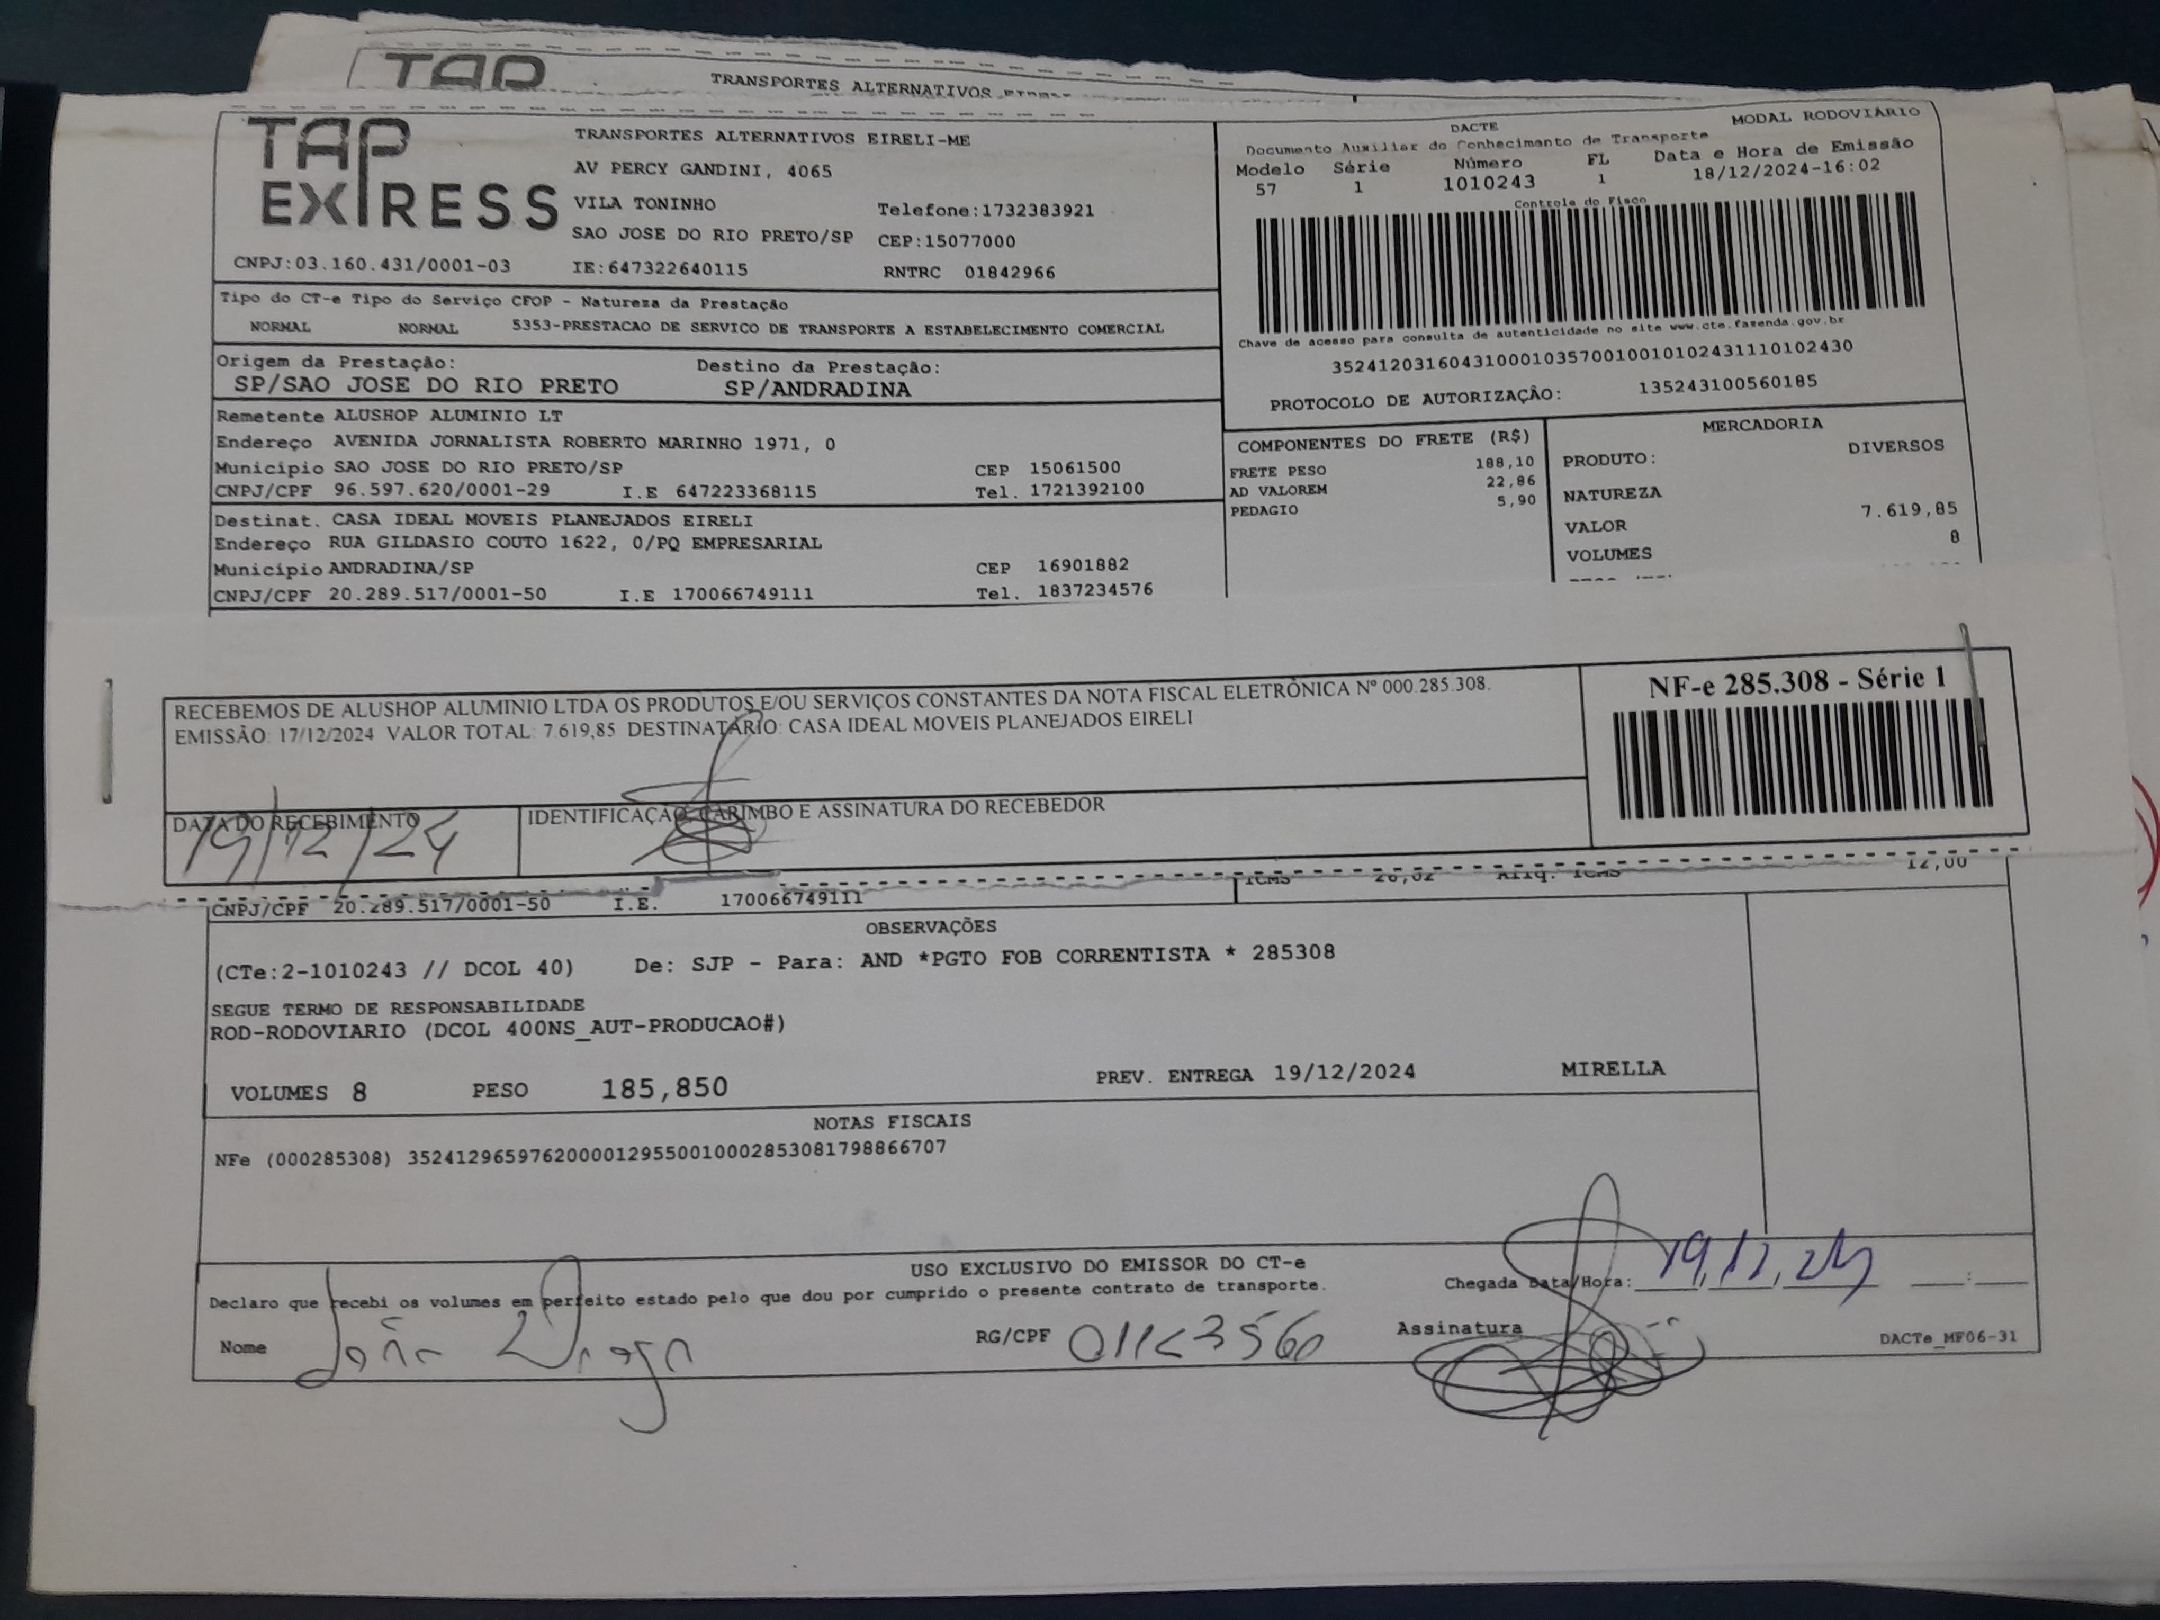 TAP
TRANSPORTES ALTERNATIVOS
TAP EXPRESS
TRANSPORTES ALTERNATIVOS EIRELI-ME
AV PERCY GANDINI, 4065
VILA TONINHO Telefone:1732383921
SAO JOSE DO RIO PRETO/SP CEP:15077000
CNPJ:03.160.431/0001-03 IE:647322640115 RNTRC 01842966
DACTE MODAL RODOVIÁRIO
Documento Auxiliar do Conhecimento de Transporte
Modelo Série Número FL Data e Hora de Emissão
57 1 1010243 1 18/12/2024-16:02
Controle do Fisco
Chave de acesso para consulta de autenticidade no site www.cte.fazenda.gov.br
35241203160431000103570010010102431110102430
PROTOCOLO DE AUTORIZAÇÃO: 135243100560185
Tipo do CT-e Tipo do Serviço CFOP - Natureza da Prestação
NORMAL NORMAL 5353-PRESTACAO DE SERVICO DE TRANSPORTE A ESTABELECIMENTO COMERCIAL
Origem da Prestação: Destino da Prestação:
SP/SAO JOSE DO RIO PRETO SP/ANDRADINA
Remetente ALUSHOP ALUMINIO LT
Endereço AVENIDA JORNALISTA ROBERTO MARINHO 1971, 0
Município SAO JOSE DO RIO PRETO/SP CEP 15061500
CNPJ/CPF 96.597.620/0001-29 I.E 647223368115 Tel. 1721392100
Destinat. CASA IDEAL MOVEIS PLANEJADOS EIRELI
Endereço RUA GILDASIO COUTO 1622, 0/PQ EMPRESARIAL
Município ANDRADINA/SP CEP 16901882
CNPJ/CPF 20.289.517/0001-50 I.E 170066749111 Tel. 1837234576
COMPONENTES DO FRETE (R$)
FRETE PESO 188,10
AD VALOREM 22,86
PEDAGIO 5,90
MERCADORIA
PRODUTO: DIVERSOS
NATUREZA
VALOR 7.619,85
VOLUMES 8
RECEBEMOS DE ALUSHOP ALUMINIO LTDA OS PRODUTOS E/OU SERVIÇOS CONSTANTES DA NOTA FISCAL ELETRÔNICA Nº 000.285.308.
EMISSÃO: 17/12/2024 VALOR TOTAL: 7.619,85 DESTINATÁRIO: CASA IDEAL MOVEIS PLANEJADOS EIRELI
NF-e 285.308 - Série 1
DATA DO RECEBIMENTO IDENTIFICAÇÃO, CARIMBO E ASSINATURA DO RECEBEDOR
19/12/24
ICMS 26,02 Aliq. ICMS 12,00
CNPJ/CPF 20.289.517/0001-50 I.E. 170066749111
OBSERVAÇÕES
(CTe:2-1010243 // DCOL 40) De: SJP - Para: AND *PGTO FOB CORRENTISTA * 285308
SEGUE TERMO DE RESPONSABILIDADE
ROD-RODOVIARIO (DCOL 400NS_AUT-PRODUCAO#)
VOLUMES 8 PESO 185,850 PREV. ENTREGA 19/12/2024 MIRELLA
NOTAS FISCAIS
NFe (000285308) 35241296597620000129550010002853081798866707
USO EXCLUSIVO DO EMISSOR DO CT-e
Declaro que recebi os volumes em perfeito estado pelo que dou por cumprido o presente contrato de transporte.
Chegada Data/Hora: 19, 12, 24 :
Nome João RG/CPF Assinatura
DACTe_MF06-31